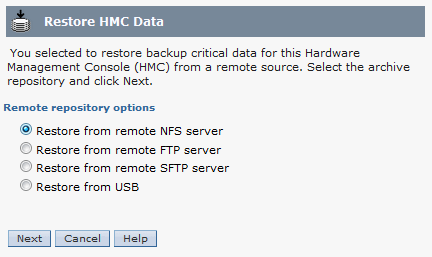 Restore HMC Data
You selected to restore backup critical data for this Hardware
Management Console (HMC) from a remote source. Select the archive
repository and click Next.
Remote repository options
Restore from remote NFS server
Restore from remote FTP server
Restore from remote SFTP server
Restore from USB
Next Cancel Help